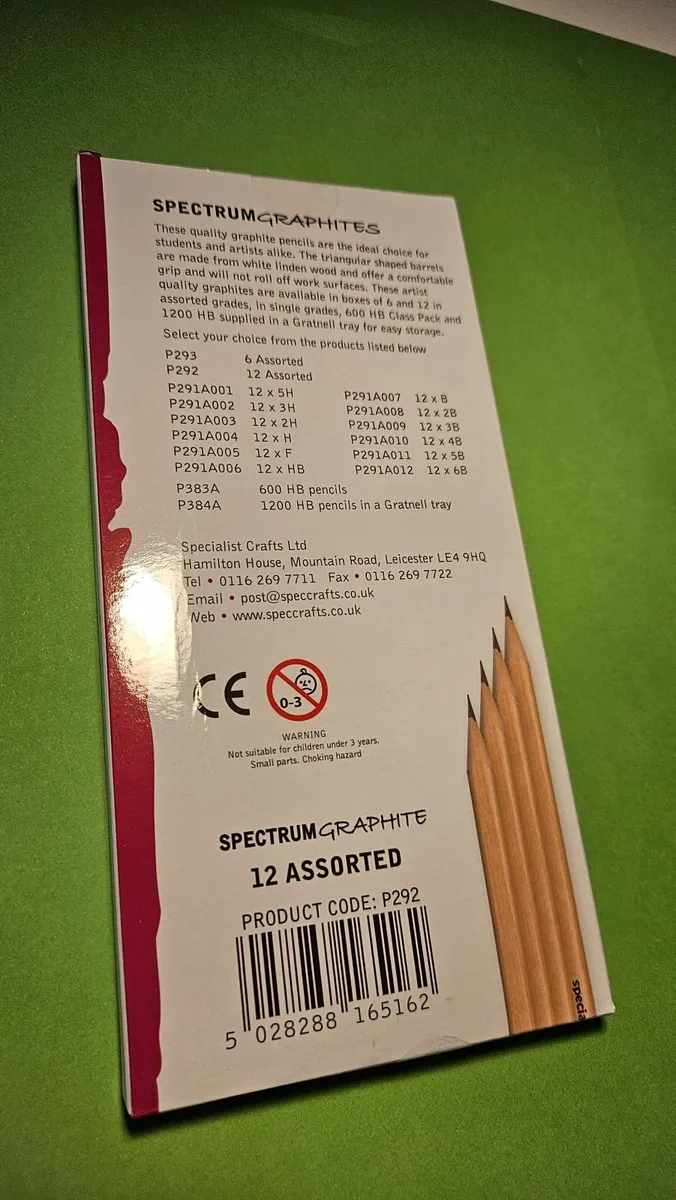 SPECTRUMGRAPHITES
These quality graphite pencils are the ideal choice for
students and artists alike. The triangular shaped barrels
are made from white linden wood and offer a comfortable
grip and will not roll off work surfaces. These artist
quality graphites are available in boxes of 6 and 12 in
assorted grades, in single grades, 600 HB Class Pack and
1200 HB supplied in a Gratnell tray for easy storage.
Select your choice from the products listed below
P293 6 Assorted
P292 12 Assorted
P291A001 12 x 5H
P291A002 12 x 3H
P291A003 12 x 2H
P291A004 12 x H
P291A005 12 x F
P291A006 12 x HB
P291A007 12 x B
P291A008 12 x 2B
P291A009 12 x 3B
P291A010 12 x 4B
P291A011 12 x 5B
P291A012 12 x 6B
P383A 600 HB pencils
P384A 1200 HB pencils in a Gratnell tray
Specialist Crafts Ltd
Hamilton House, Mountain Road, Leicester LE4 9HQ
Tel • 0116 269 7711 Fax • 0116 269 7722
Email • post@speccrafts.co.uk
Web • www.speccrafts.co.uk
CE
0-3
WARNING
Not suitable for children under 3 years.
Small parts. Choking hazard
SPECTRUMGRAPHITE
12 ASSORTED
PRODUCT CODE: P292
5 028288 165162
specia